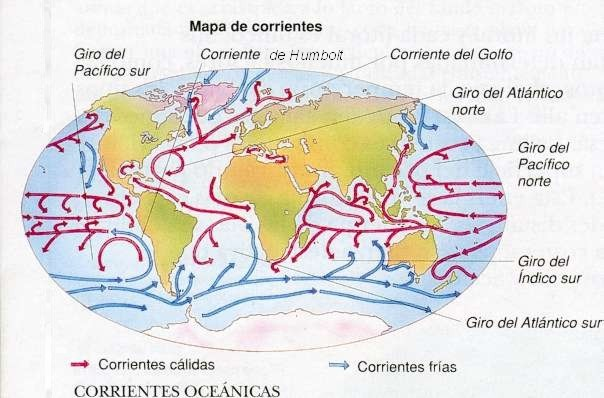 Mapa de corrientes
Giro del
Pacífico sur
Corriente de Humbolt
Corriente del Golfo
Giro del Atlántico
norte
Giro del
Pacífico
norte
Giro del
Índico sur
Giro del Atlántico sur
Corrientes cálidas
Corrientes frías
CORRIENTES OCEÁNICAS